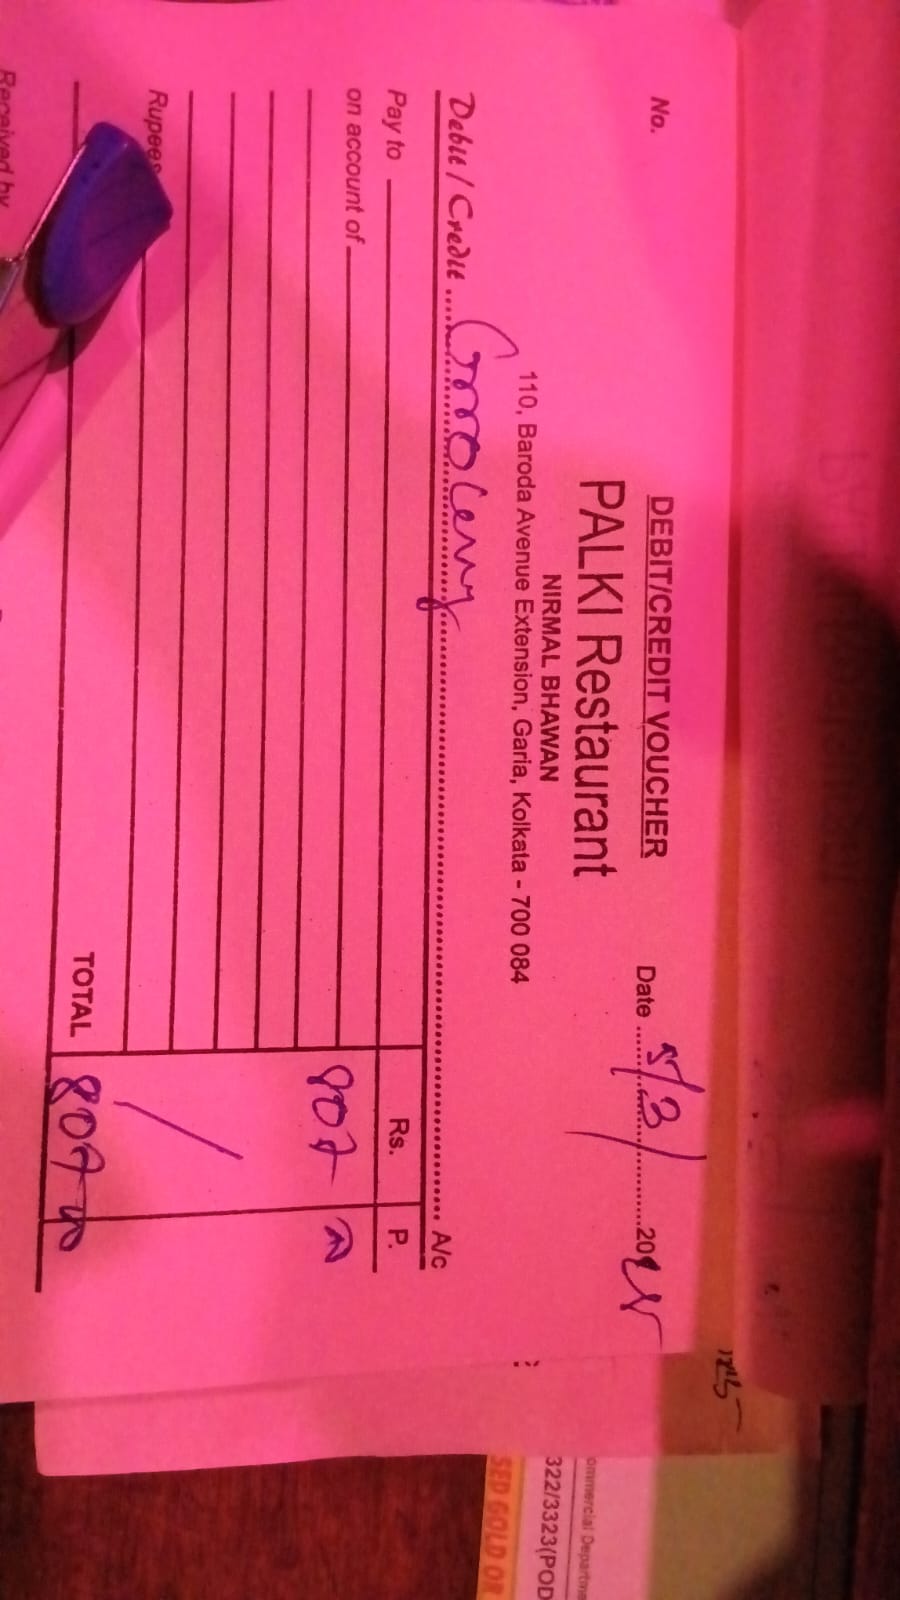 DEBIT/CREDIT VOUCHER
No.
Date 5/3/ 2025
PALKI Restaurant
NIRMAL BHAWAN
110, Baroda Avenue Extension, Garia, Kolkata - 700 084
Debit / Credit Grocery A/c
Pay to Rs. P.
on account of 807
Rupees
TOTAL 807
Received by
ommercial Departme
322/3323(POD
SED GOLD OR